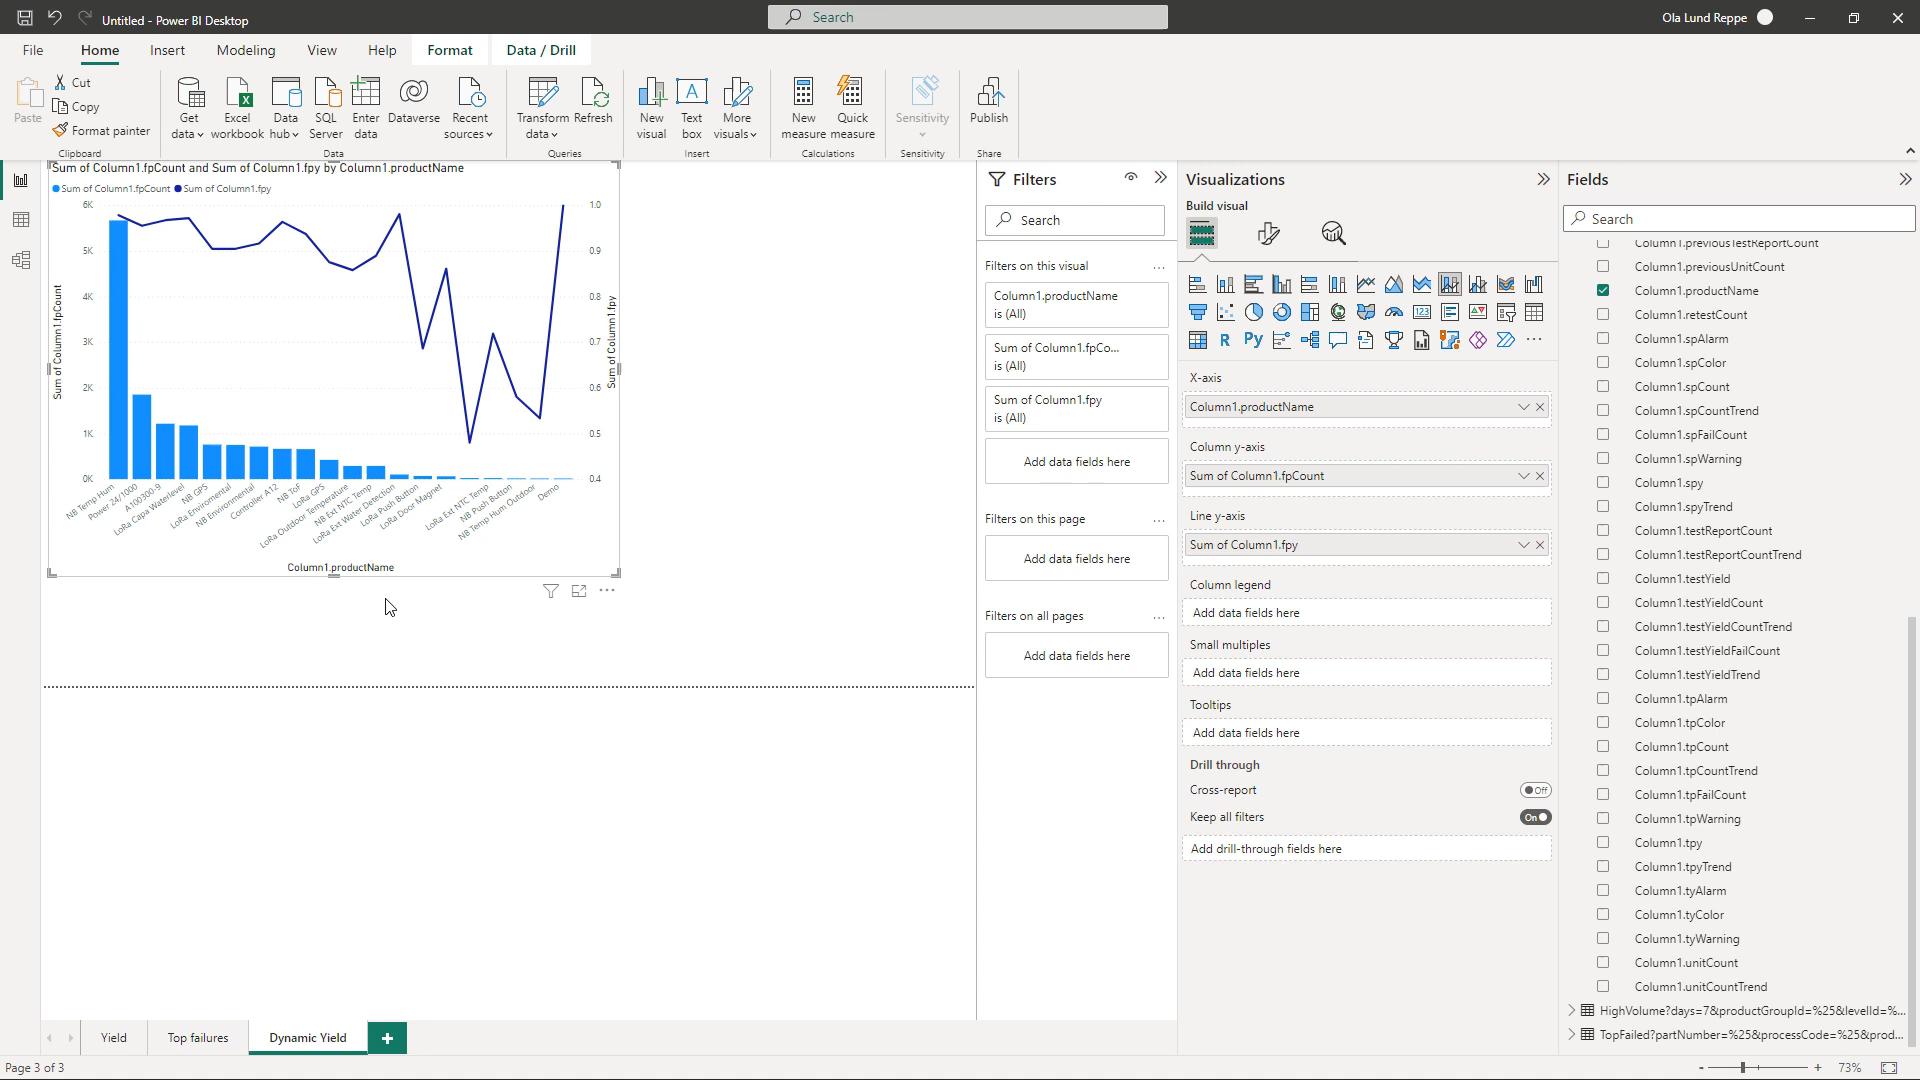 Untitled - Power BI Desktop
Search
Ola Lund Reppe
File
Home
Insert
Modeling
View
Help
Format
Data / Drill
Paste
Cut
Copy
Format painter
Clipboard
Get data
Excel workbook
Data hub
SQL Server
Enter data
Dataverse
Recent sources
Data
Transform data
Refresh
Queries
New visual
Text box
More visuals
Insert
New measure
Quick measure
Calculations
Sensitivity
Sensitivity
Publish
Share
Sum of Column1.fpCount and Sum of Column1.fpy by Column1.productName
Sum of Column1.fpCount
Sum of Column1.fpy
6K
5K
4K
3K
2K
1K
0K
Sum of Column1.fpCount
1.0
0.9
0.8
0.7
0.6
0.5
0.4
Sum of Column1.fpy
NB Temp Hum
Power 24/1000
A100300-9
LoRa Capa Waterlevel
NB GPS
LoRa Enviromental
NB Environmental
Controller A12
NB ToF
LoRa GPS
LoRa Outdoor Temperature
NB Ext NTC Temp
LoRa Ext Water Detection
LoRa Push Button
LoRa Door Magnet
LoRa Ext NTC Temp
NB Push Button
NB Temp Hum Outdoor
Demo
Column1.productName
Filters
Search
Filters on this visual
...
Column1.productName
is (All)
Sum of Column1.fpCo...
is (All)
Sum of Column1.fpy
is (All)
Add data fields here
Filters on this page
...
Add data fields here
Filters on all pages
...
Add data fields here
Visualizations
Build visual
123
R
Py
X-axis
Column1.productName
Column y-axis
Sum of Column1.fpCount
Line y-axis
Sum of Column1.fpy
Column legend
Add data fields here
Small multiples
Add data fields here
Tooltips
Add data fields here
Drill through
Cross-report
Off
Keep all filters
On
Add drill-through fields here
Fields
Search
Column1.previousTestReportCount
Column1.previousUnitCount
Column1.productName
Column1.retestCount
Column1.spAlarm
Column1.spColor
Column1.spCount
Column1.spCountTrend
Column1.spFailCount
Column1.spWarning
Column1.spy
Column1.spyTrend
Column1.testReportCount
Column1.testReportCountTrend
Column1.testYield
Column1.testYieldCount
Column1.testYieldCountTrend
Column1.testYieldFailCount
Column1.testYieldTrend
Column1.tpAlarm
Column1.tpColor
Column1.tpCount
Column1.tpCountTrend
Column1.tpFailCount
Column1.tpWarning
Column1.tpy
Column1.tpyTrend
Column1.tyAlarm
Column1.tyColor
Column1.tyWarning
Column1.unitCount
Column1.unitCountTrend
HighVolume?days=7&productGroupId=%25&levelId=%...
TopFailed?partNumber=%25&processCode=%25&prod...
Yield
Top failures
Dynamic Yield
Page 3 of 3
73%